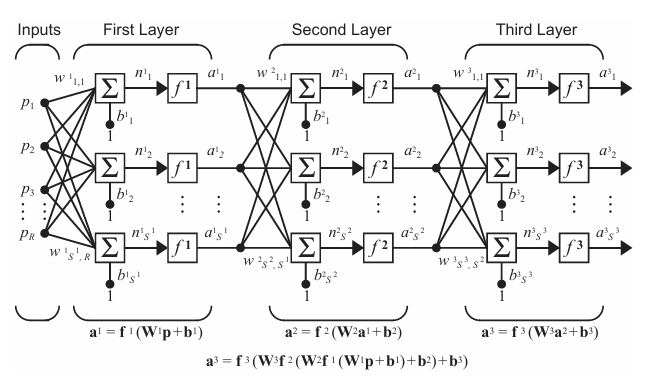 Inputs First Layer Second Layer Third Layer
w¹₁,₁ n¹₁ a¹₁ w²₁,₁ n²₁ a²₁ w³₁,₁ n³₁ a³₁
p₁ Σ f¹ Σ f² Σ f³
b¹₁ b²₁ b³₁
1 1 1
p₂ n¹₂ a¹₂ n²₂ a²₂ n³₂ a³₂
Σ f¹ Σ f² Σ f³
p₃ b¹₂ b²₂ b³₂
1 1 1
⋮ ⋮ ⋮ ⋮ ⋮ ⋮ ⋮ ⋮
p_R n¹_S¹ a¹_S¹ n²_S² a²_S² n³_S³ a³_S³
Σ f¹ Σ f² Σ f³
w¹_S¹, R w²_S², S¹ w³_S³, S²
b¹_S¹ b²_S² b³_S³
1 1 1
a¹ = f¹ (W¹p+b¹) a² = f² (W²a¹+b²) a³ = f³ (W³a²+b³)
a³ = f³ (W³f² (W²f¹ (W¹p+b¹)+b²)+b³)